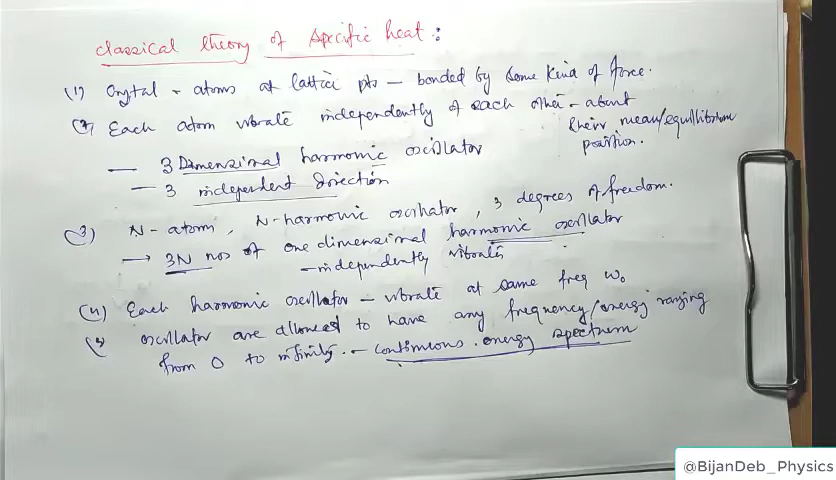 classical theory of specific heat :
(1) Crystal - atoms at lattice pts - bonded by some kind of force.
(2) Each atom vibrate independently of each other - about
their mean/equilibrium
position.
— 3 Dimensional harmonic oscillator
— 3 independent direction
(3) N-atom, N-harmonic oscillator, 3 degrees of freedom.
→ 3N nos of one dimensional harmonic oscillator
- independently vibrate
(4) Each harmonic oscillator - vibrate at same freq ω₀
(5) oscillator are allowed to have any frequency/energy ranging
from 0 to infinity. - continuous energy spectrum
@BijanDeb_Physics